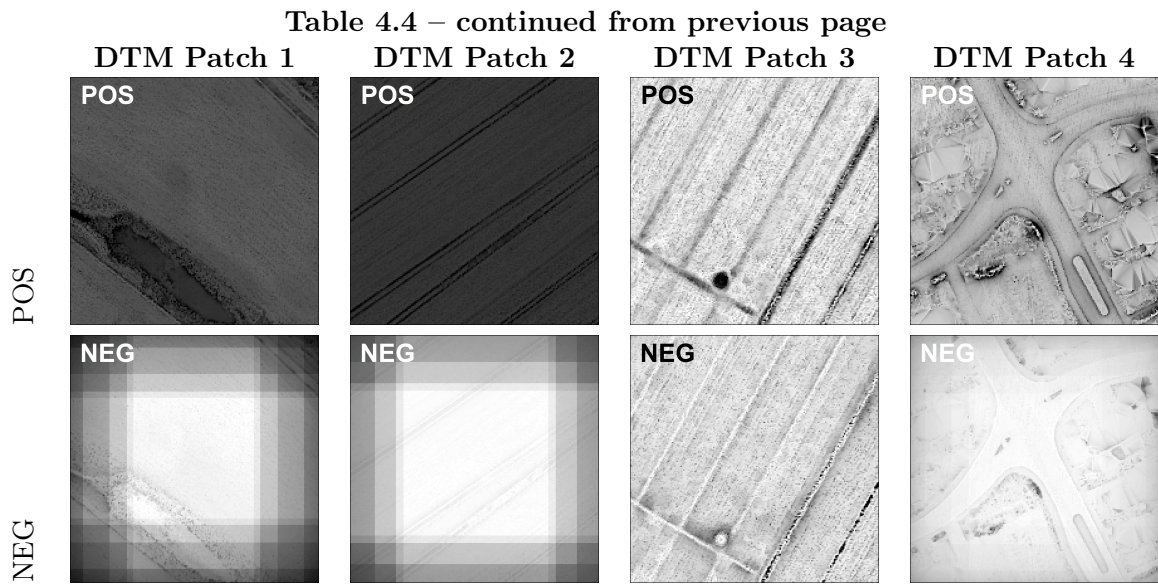 Table 4.4 – continued from previous page
DTM Patch 1 DTM Patch 2 DTM Patch 3 DTM Patch 4
POS
POS POS POS POS
NEG
NEG NEG NEG NEG